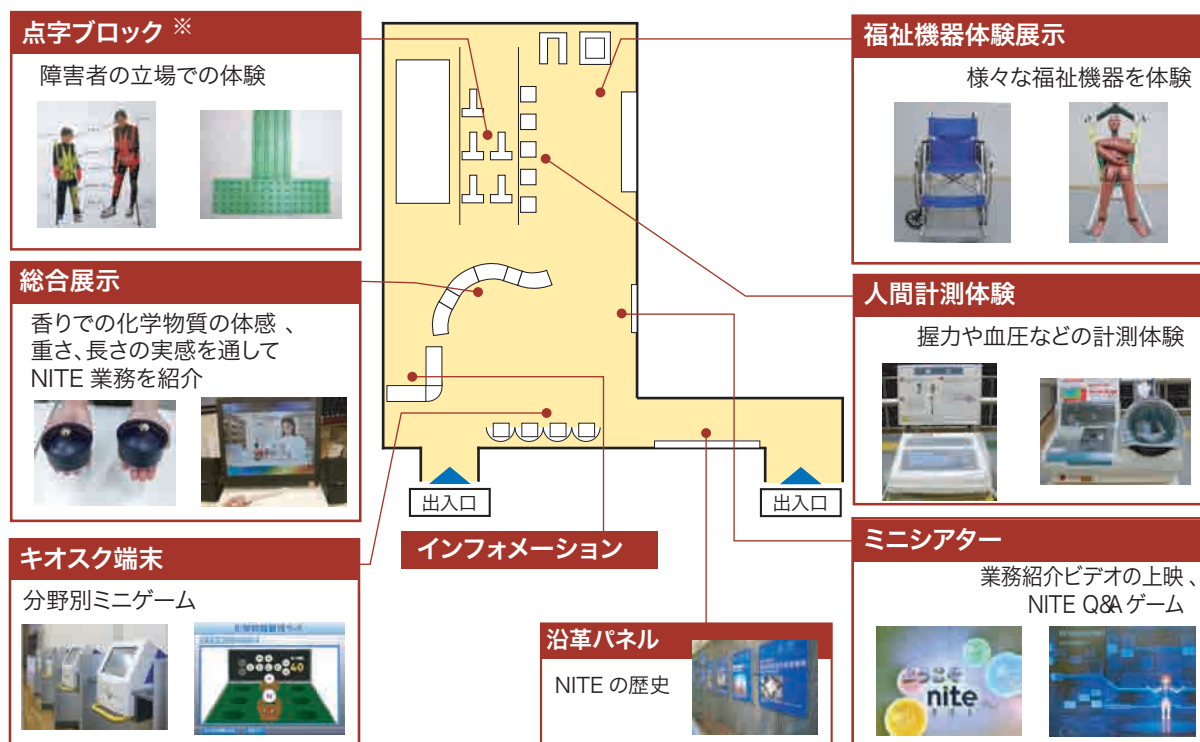 点字ブロック ※
障害者の立場での体験
総合展示
香りでの化学物質の体感 、
重さ、長さの実感を通して
NITE 業務を紹介
キオスク端末
分野別ミニゲーム
出入口
出入口
インフォメーション
沿革パネル
NITE の歴史
福祉機器体験展示
様々な福祉機器を体験
人間計測体験
握力や血圧などの計測体験
ミニシアター
業務紹介ビデオの上映 、
NITE Q&Aゲーム
どうこそ
nite
40
N